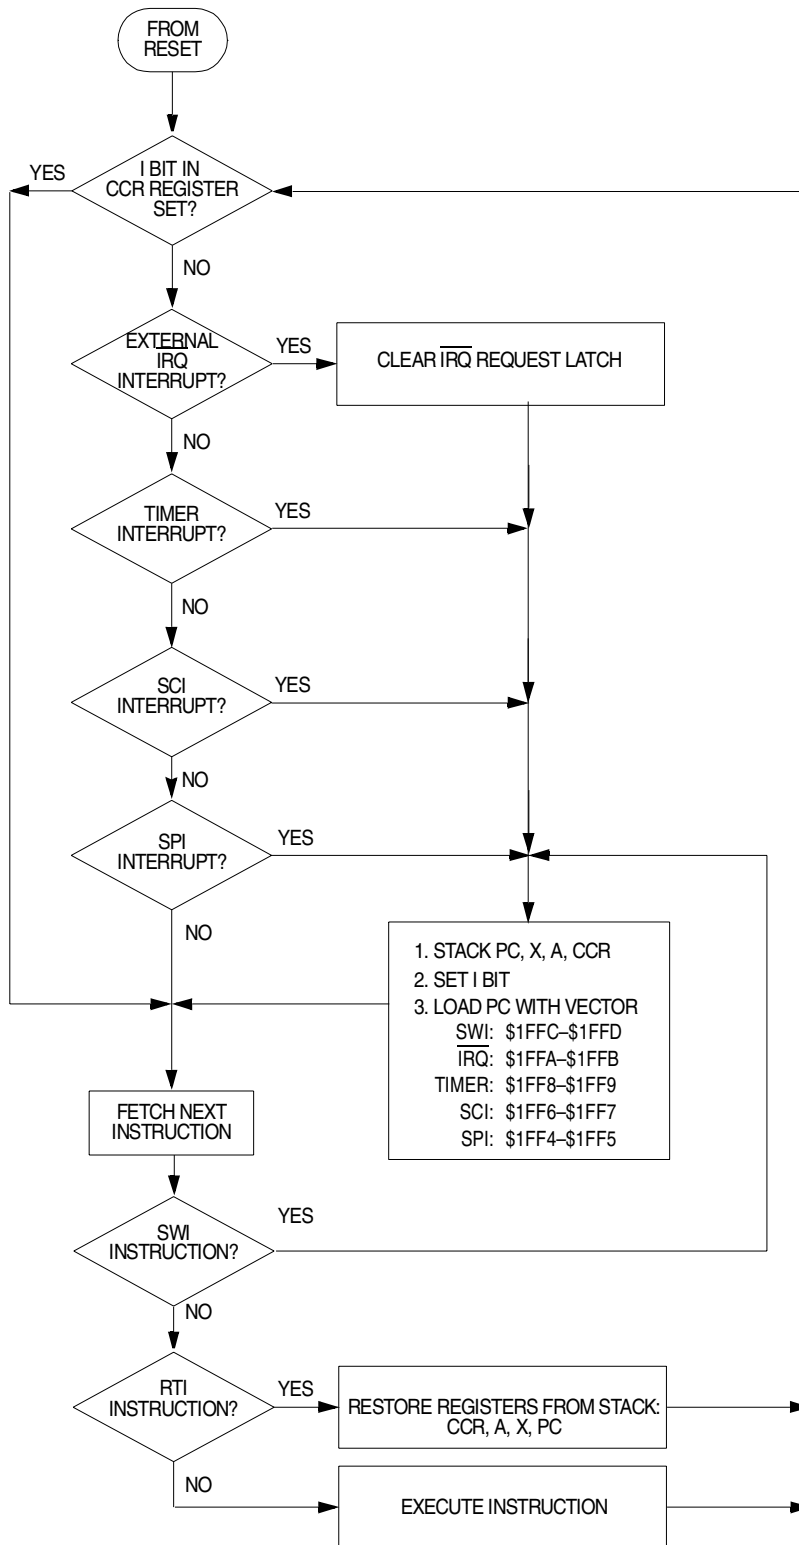 FROM
RESET
I BIT IN
CCR REGISTER
SET?
YES
NO
EXTERNAL
IRQ
INTERRUPT?
YES
CLEAR IRQ REQUEST LATCH
NO
TIMER
INTERRUPT?
YES
NO
SCI
INTERRUPT?
YES
NO
SPI
INTERRUPT?
YES
NO
1. STACK PC, X, A, CCR
2. SET I BIT
3. LOAD PC WITH VECTOR
SWI: $1FFC–$1FFD
IRQ: $1FFA–$1FFB
TIMER: $1FF8–$1FF9
SCI: $1FF6–$1FF7
SPI: $1FF4–$1FF5
FETCH NEXT
INSTRUCTION
SWI
INSTRUCTION?
YES
NO
RTI
INSTRUCTION?
YES
RESTORE REGISTERS FROM STACK:
CCR, A, X, PC
NO
EXECUTE INSTRUCTION